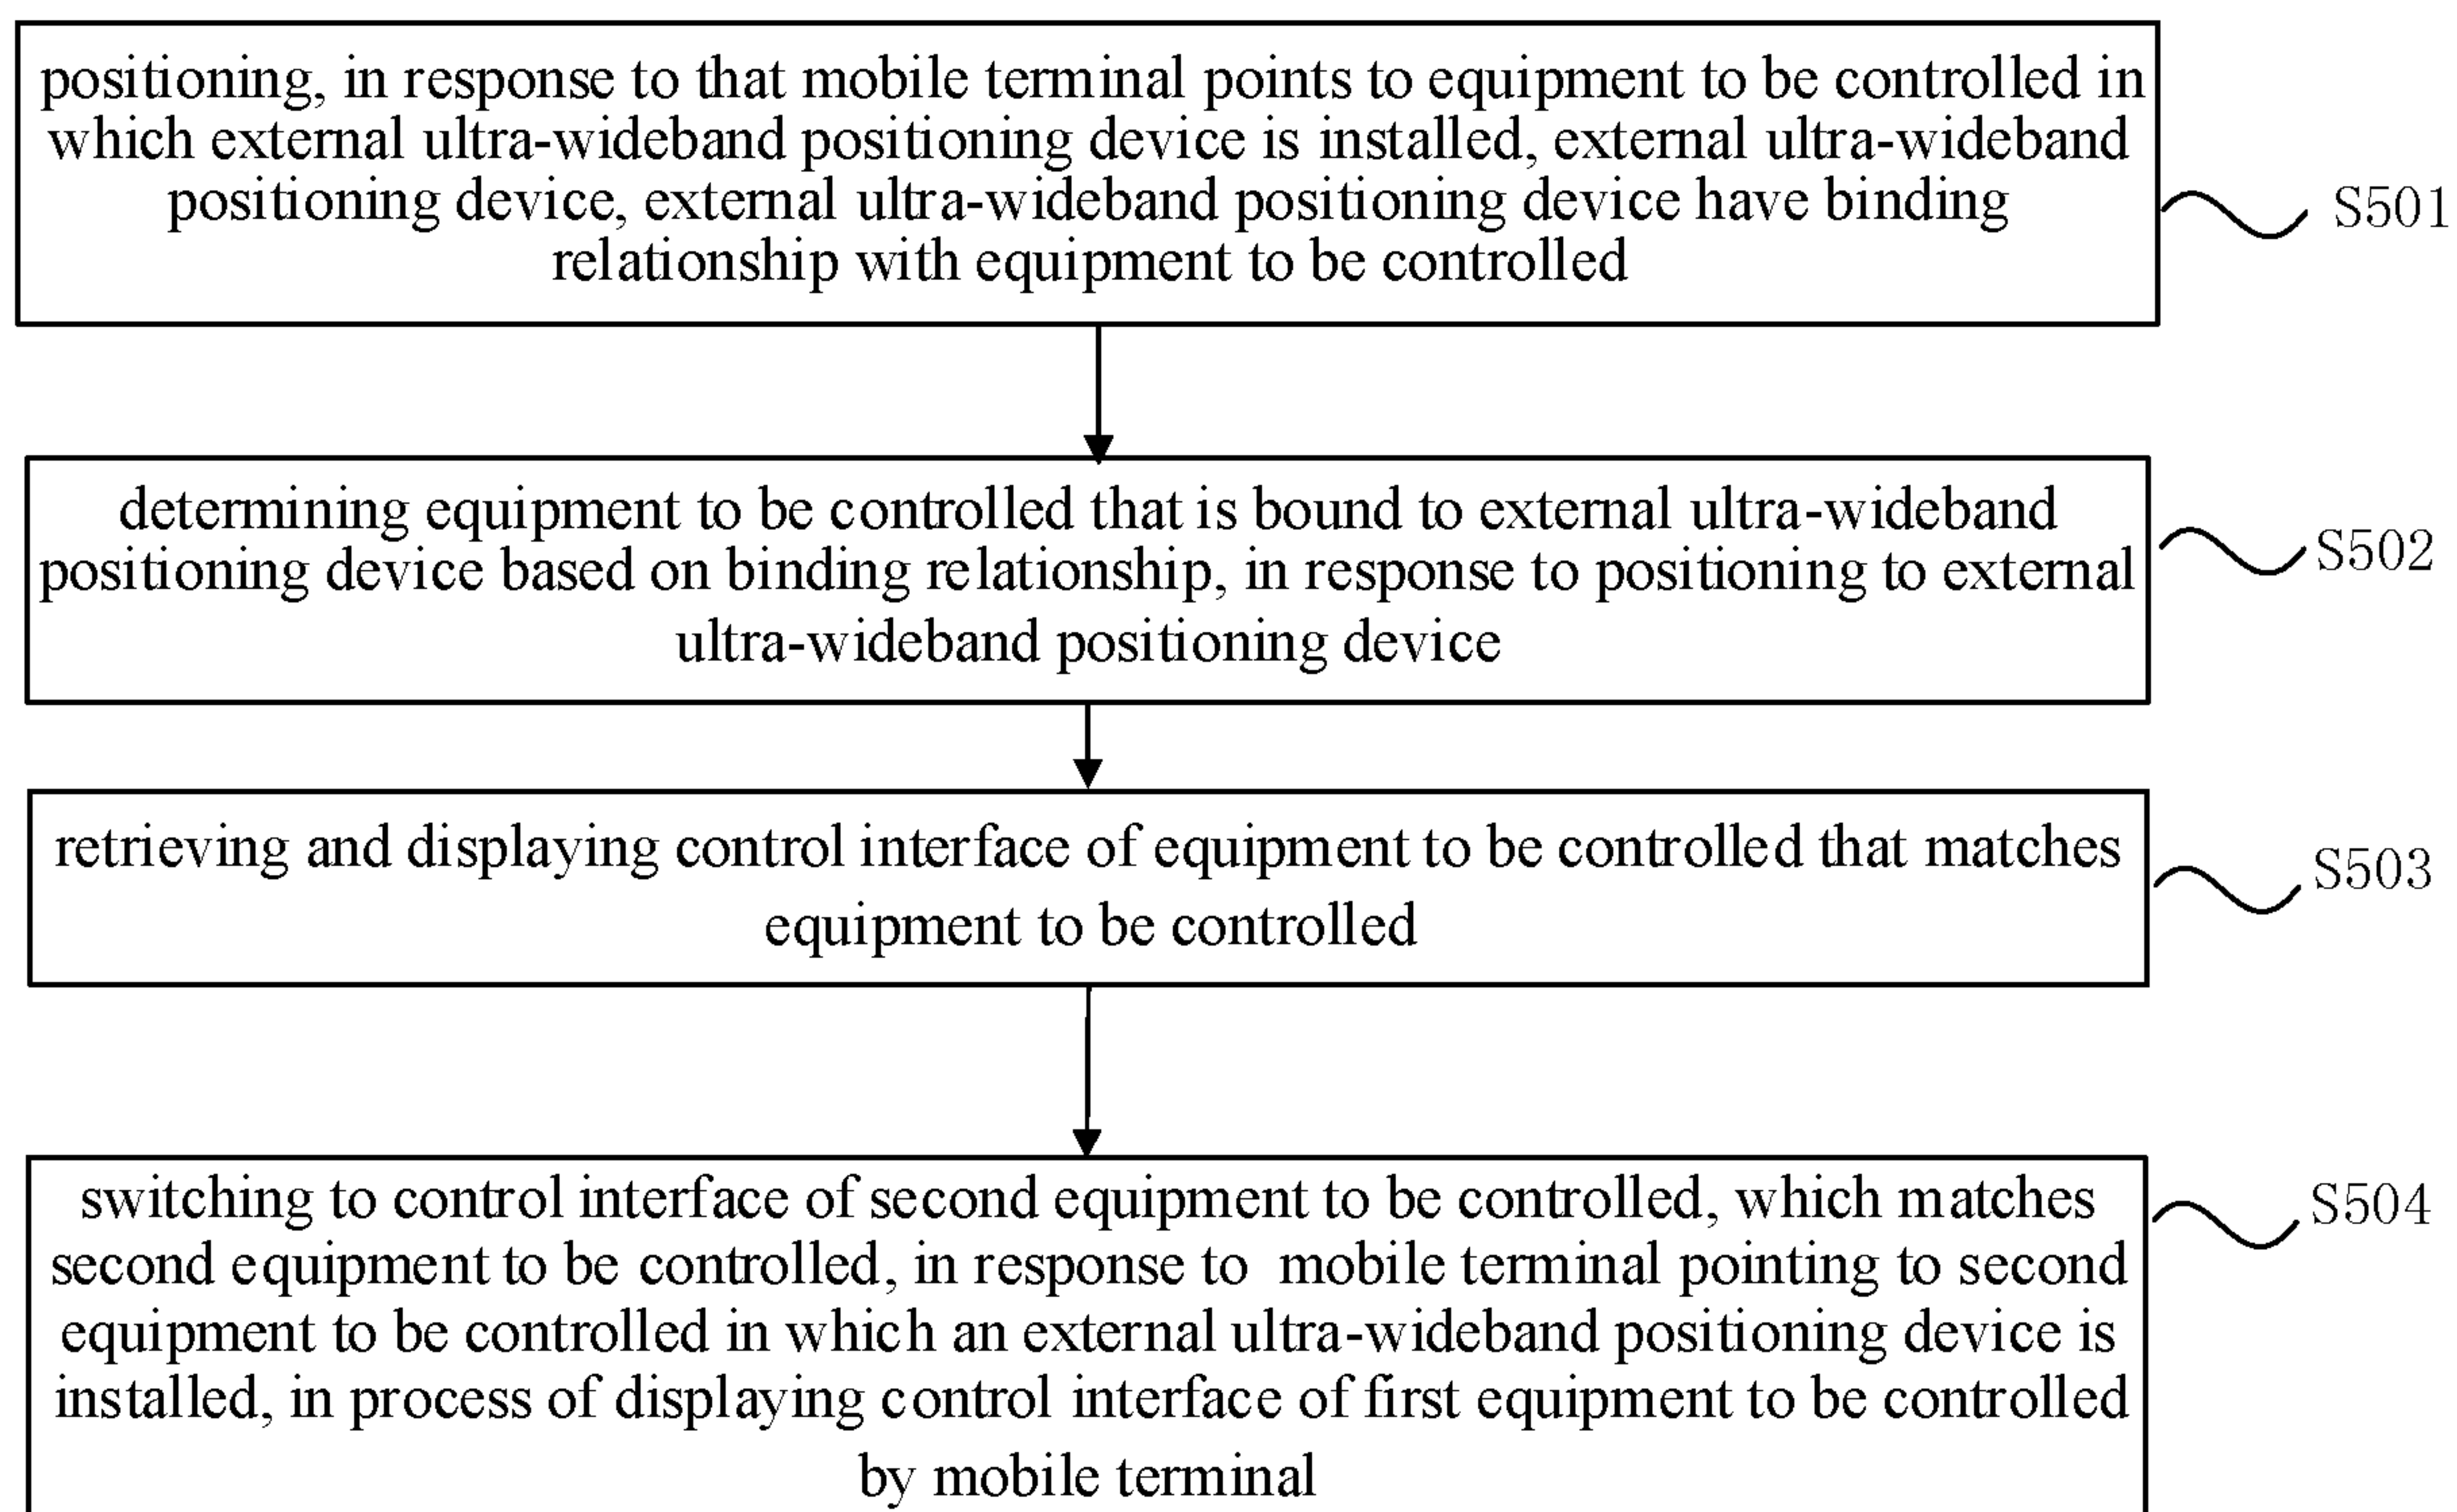 positioning, in response to that mobile terminal points to equipment to be controlled in
which external ultra-wideband positioning device is installed, external ultra-wideband
positioning device, external ultra-wideband positioning device have binding
relationship with equipment to be controlled
S501
determining equipment to be controlled that is bound to external ultra-wideband
positioning device based on binding relationship, in response to positioning to external
ultra-wideband positioning device
S502
retrieving and displaying control interface of equipment to be controlled that matches
equipment to be controlled
S503
switching to control interface of second equipment to be controlled, which matches
second equipment to be controlled, in response to mobile terminal pointing to second
equipment to be controlled in which an external ultra-wideband positioning device is
installed, in process of displaying control interface of first equipment to be controlled
by mobile terminal
S504